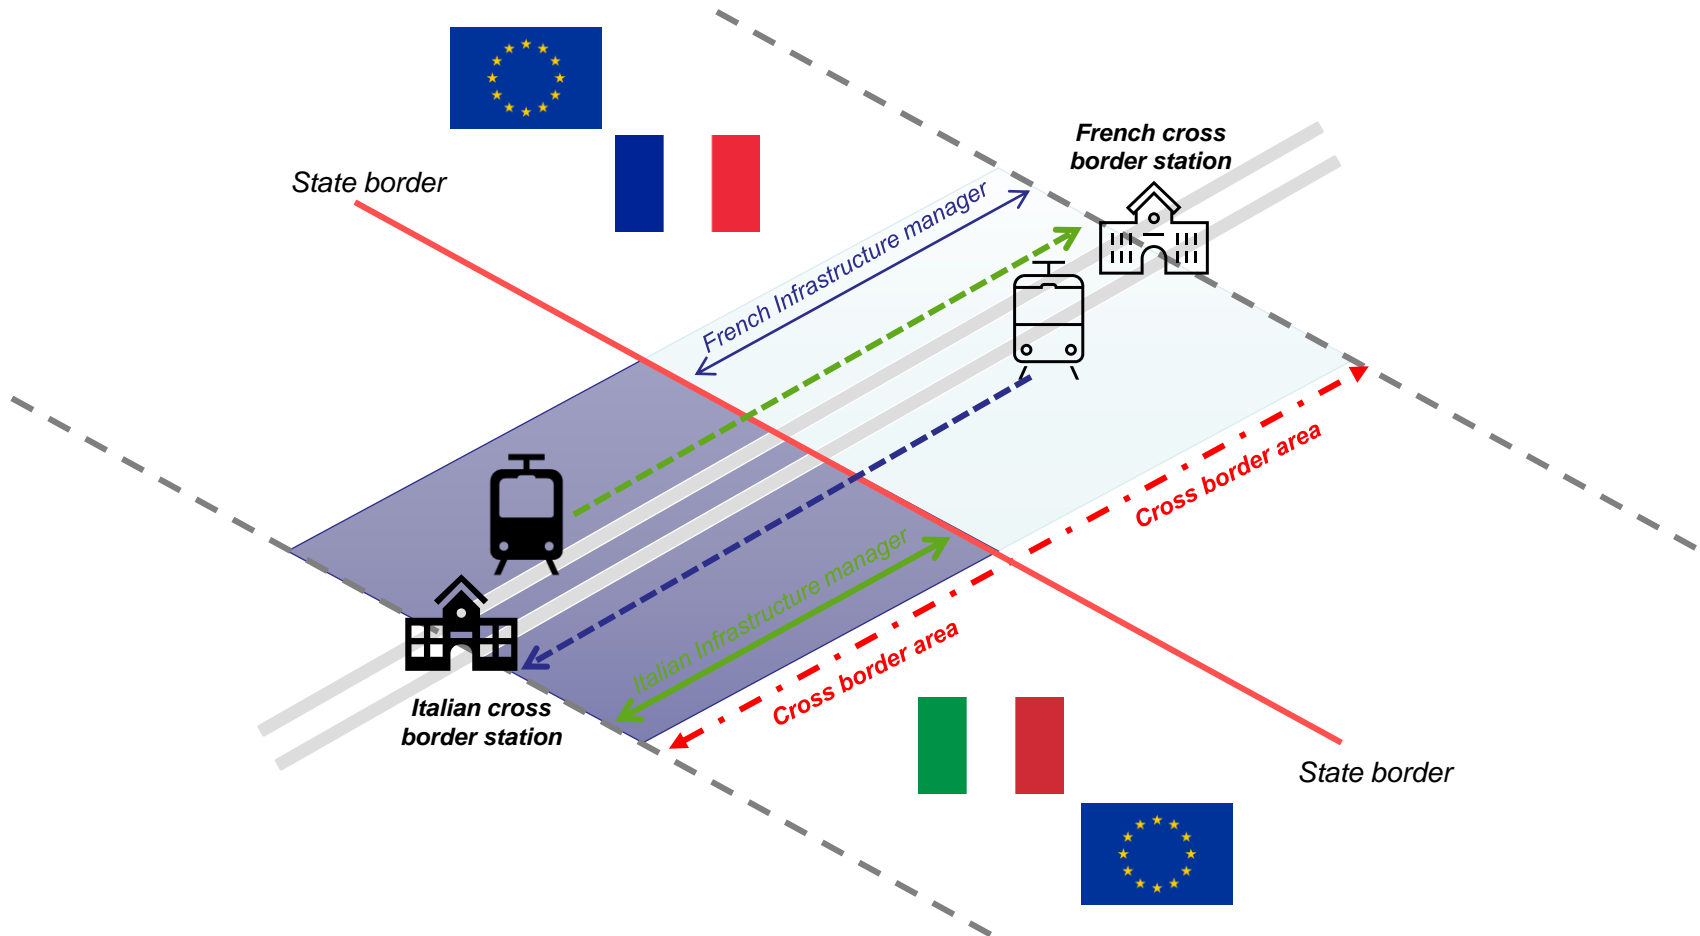 French cross
border station
State border
French Infrastructure manager
Cross border area
Italian Infrastructure manager
Cross border area
Italian cross
border station
State border